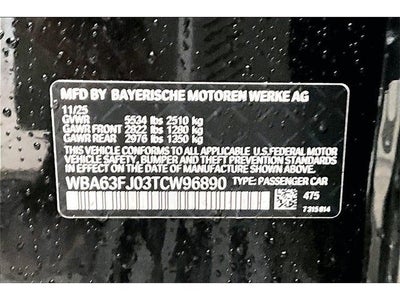 MFD BY BAYERISCHE MOTOREN WERKE AG
11/25
GVWR 5534 lbs 2510 kg
GAWR FRONT 2822 lbs 1280 kg
GAWR REAR 2976 lbs 1350 kg
THIS VEHICLE CONFORMS TO ALL APPLICABLE U.S. FEDERAL MOTOR
VEHICLE SAFETY, BUMPER, AND THEFT PREVENTION STANDARDS
IN EFFECT ON THE DATE OF MANUFACTURE SHOWN ABOVE.
WBA63FJ03TCW96890 TYPE: PASSENGER CAR
475
7 315 814